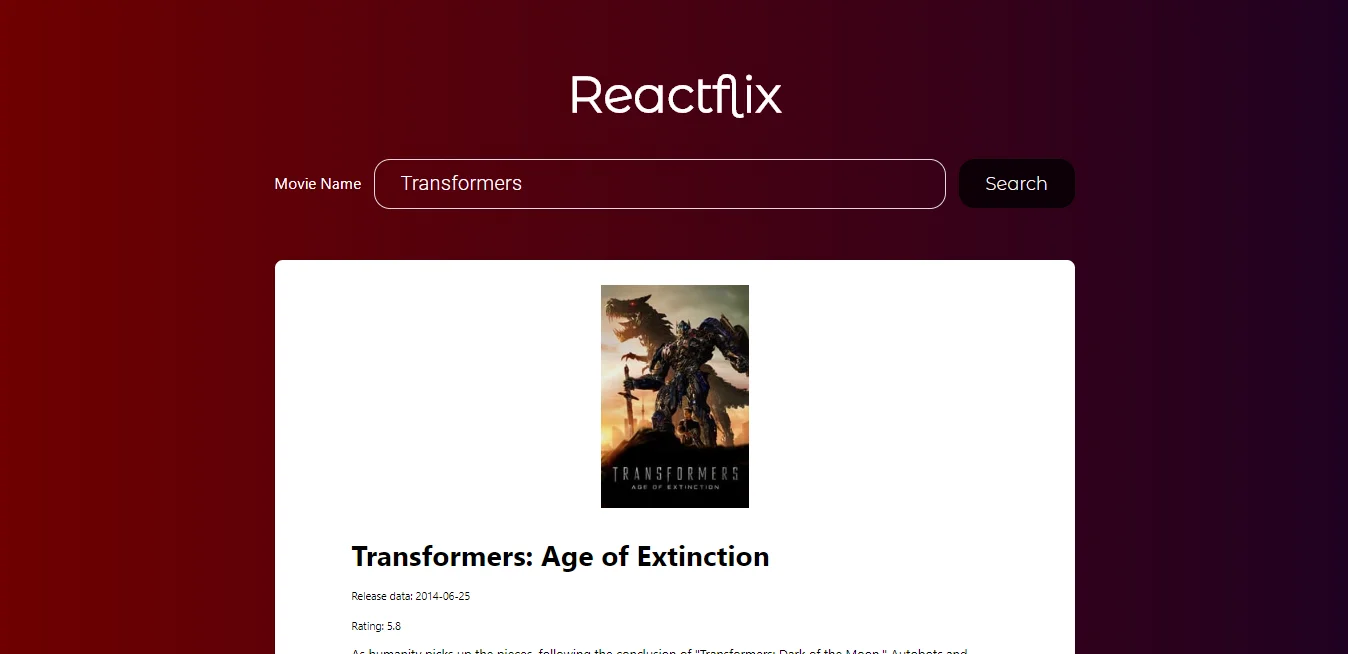 Reactflix
Movie Name
Transformers
Search
TRANSFORMERS
AGE OF EXTINCTION
Transformers: Age of Extinction
Release data: 2014-06-25
Rating: 5.8
As humanity picks up the pieces, following the conclusion of "Transformers: Dark of the Moon," Autobots and